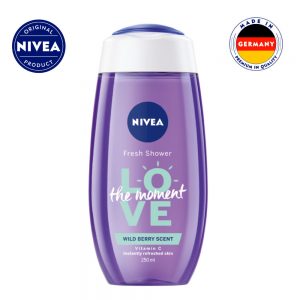 ORIGINAL
NIVEA
PRODUCT
MADE IN
GERMANY
PREMIUM IN QUALITY
NIVEA
Fresh Shower
LO
the moment
VE
WILD BERRY SCENT
Vitamin C
Instantly refreshed skin
250ml